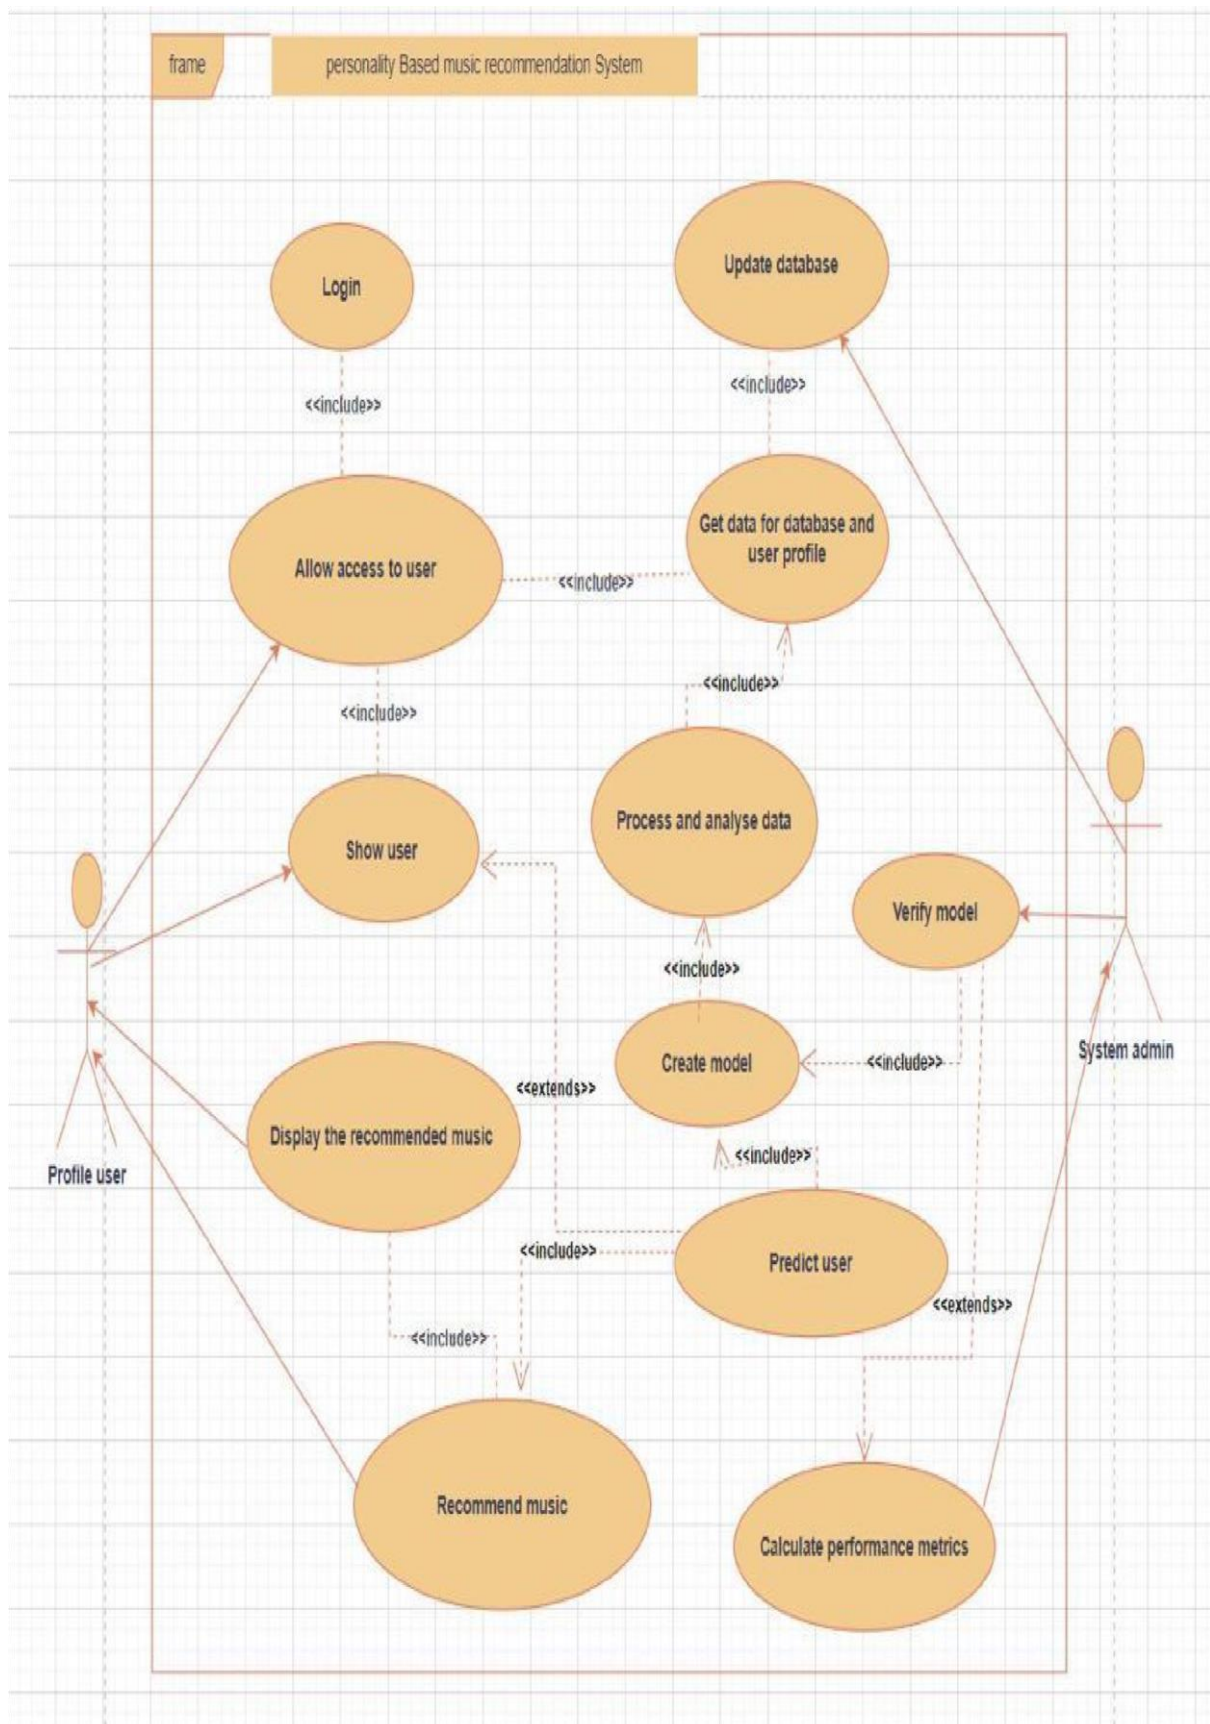 frame
personality Based music recommendation System
Update database
Login
<<include>>
<<include>>
Get data for database and
user profile
Allow access to user
<<include>>
<<include>>
<<include>>
Process and analyse data
Show user
Verify model
<<include>>
System admin
Create model
<<include>>
<<extends>>
Display the recommended music
<<include>>
Profile user
<<include>>
Predict user
<<extends>>
<<include>>
Recommend music
Calculate performance metrics